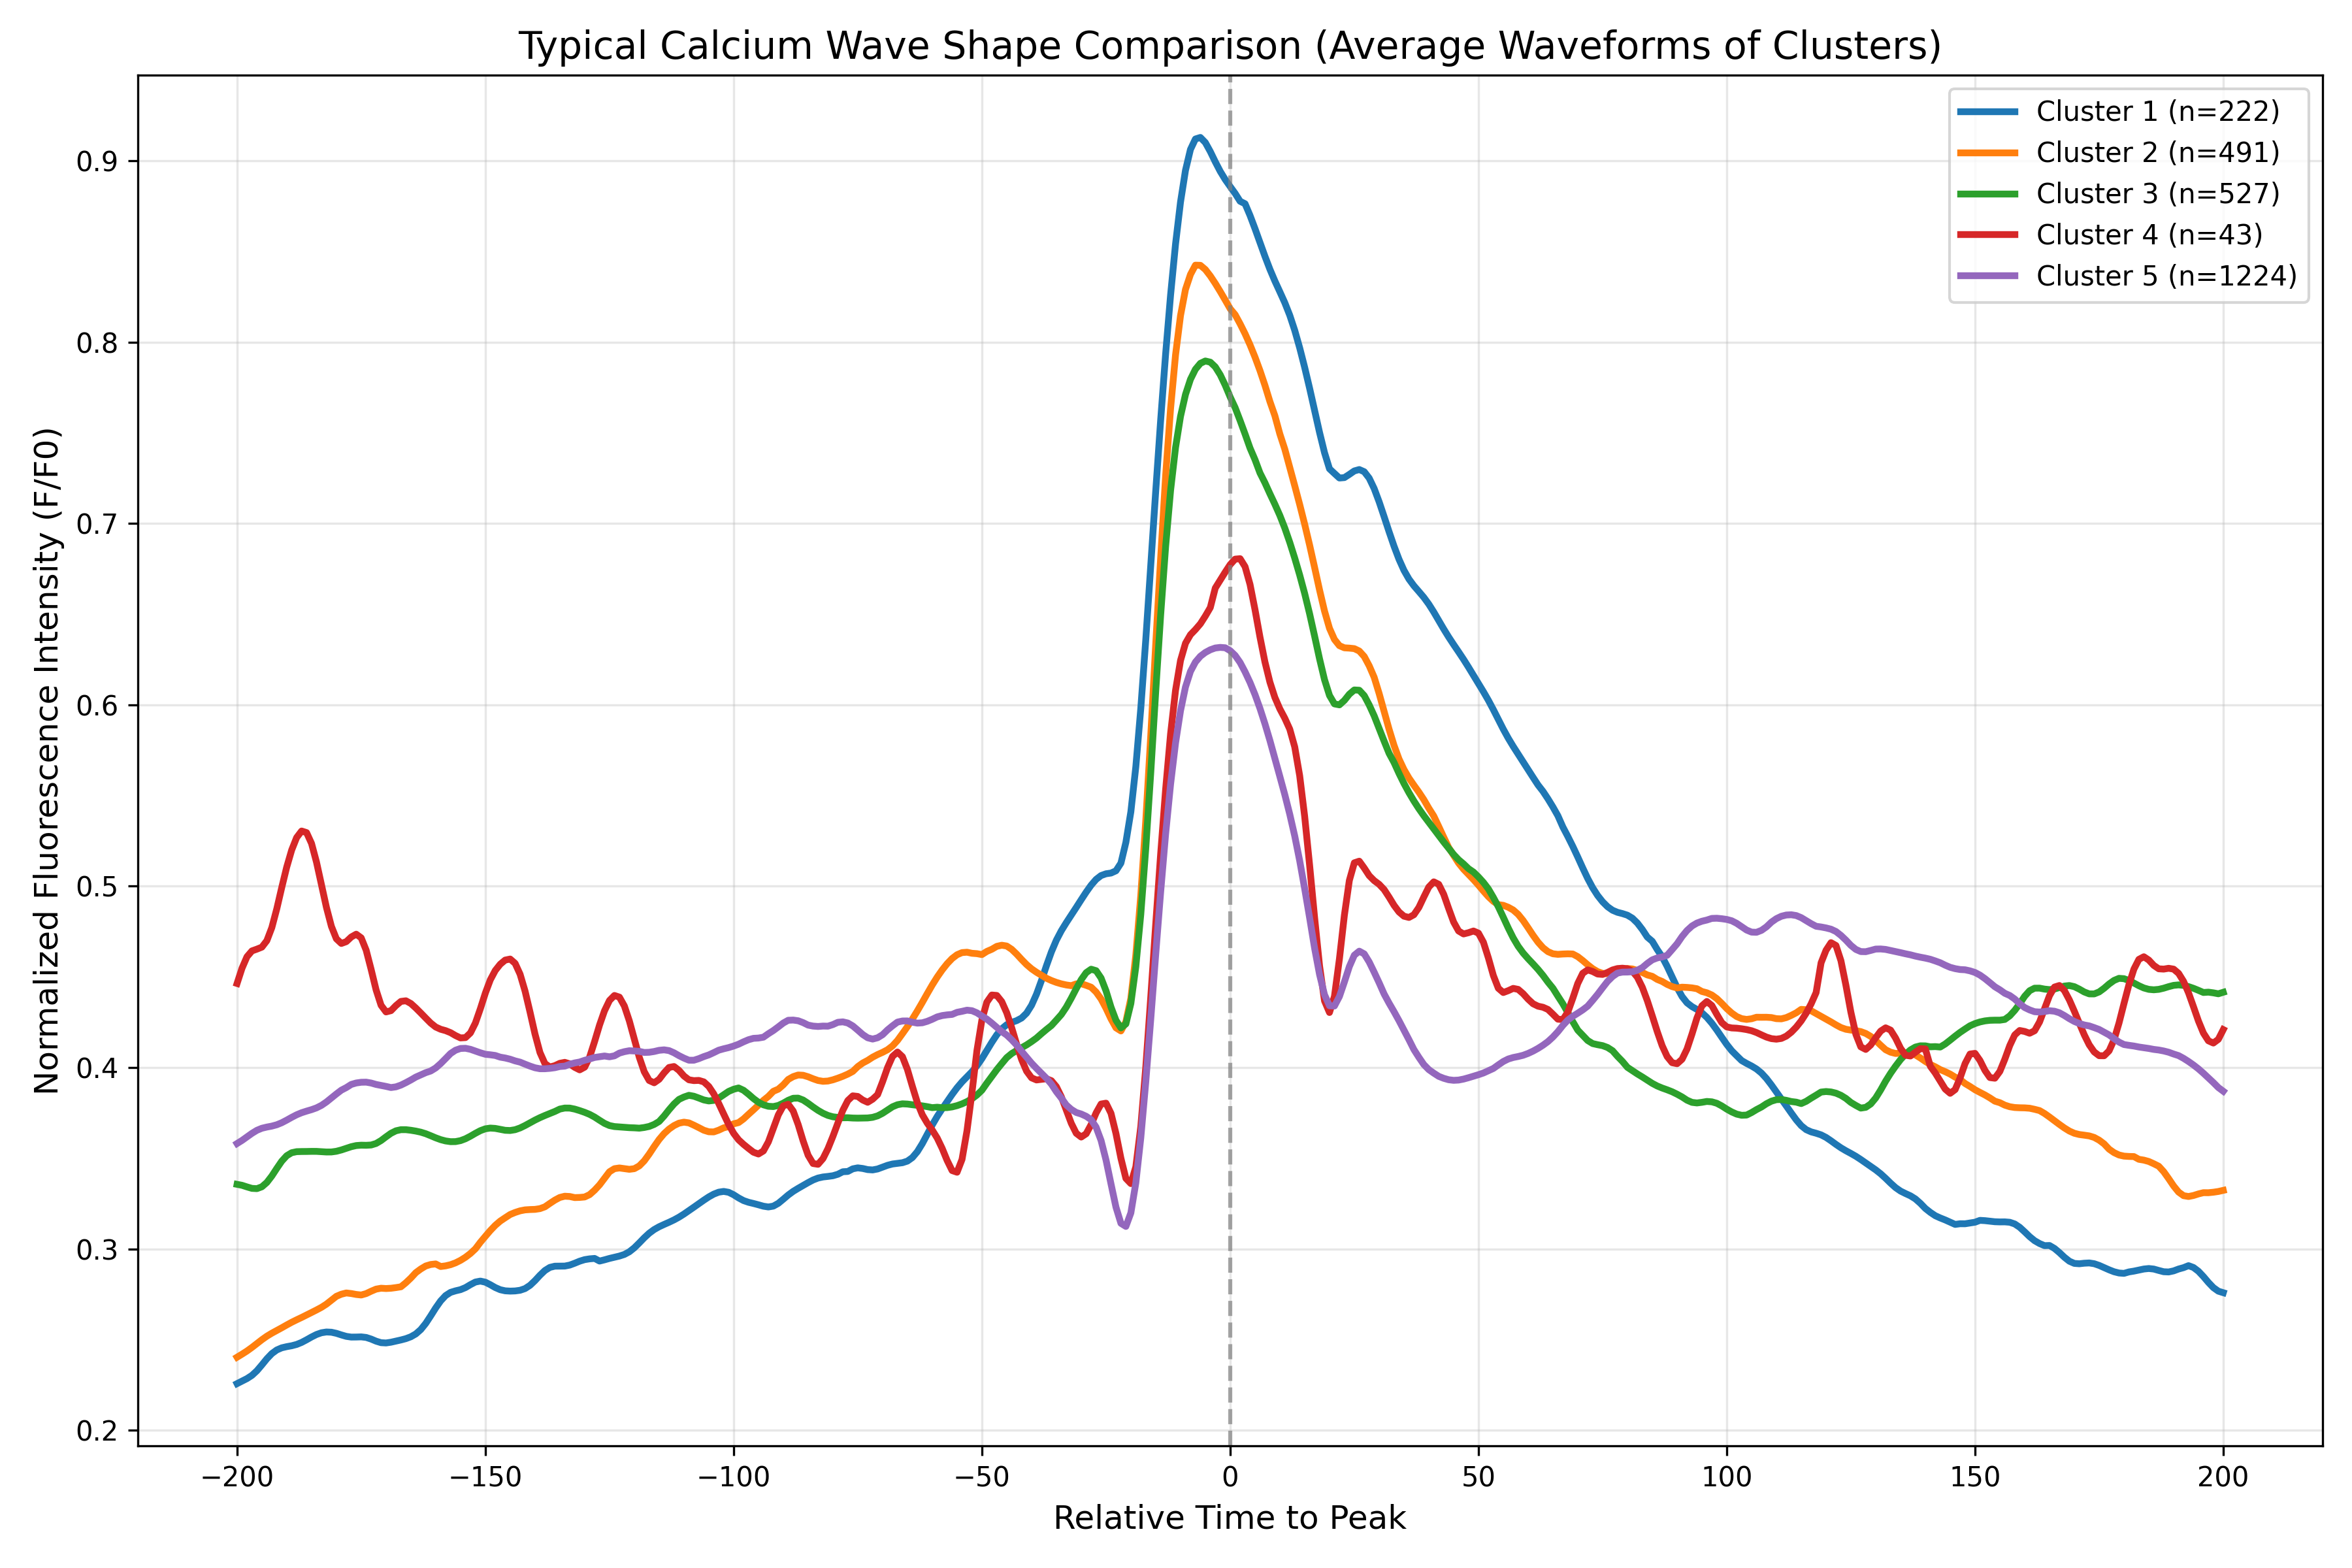 Typical Calcium Wave Shape Comparison (Average Waveforms of Clusters)
Cluster 1 (n=222)
Cluster 2 (n=491)
Cluster 3 (n=527)
Cluster 4 (n=43)
Cluster 5 (n=1224)
Normalized Fluorescence Intensity (F/F0)
0.9
0.8
0.7
0.6
0.5
0.4
0.3
0.2
−200 −150 −100 −50 0 50 100 150 200
Relative Time to Peak